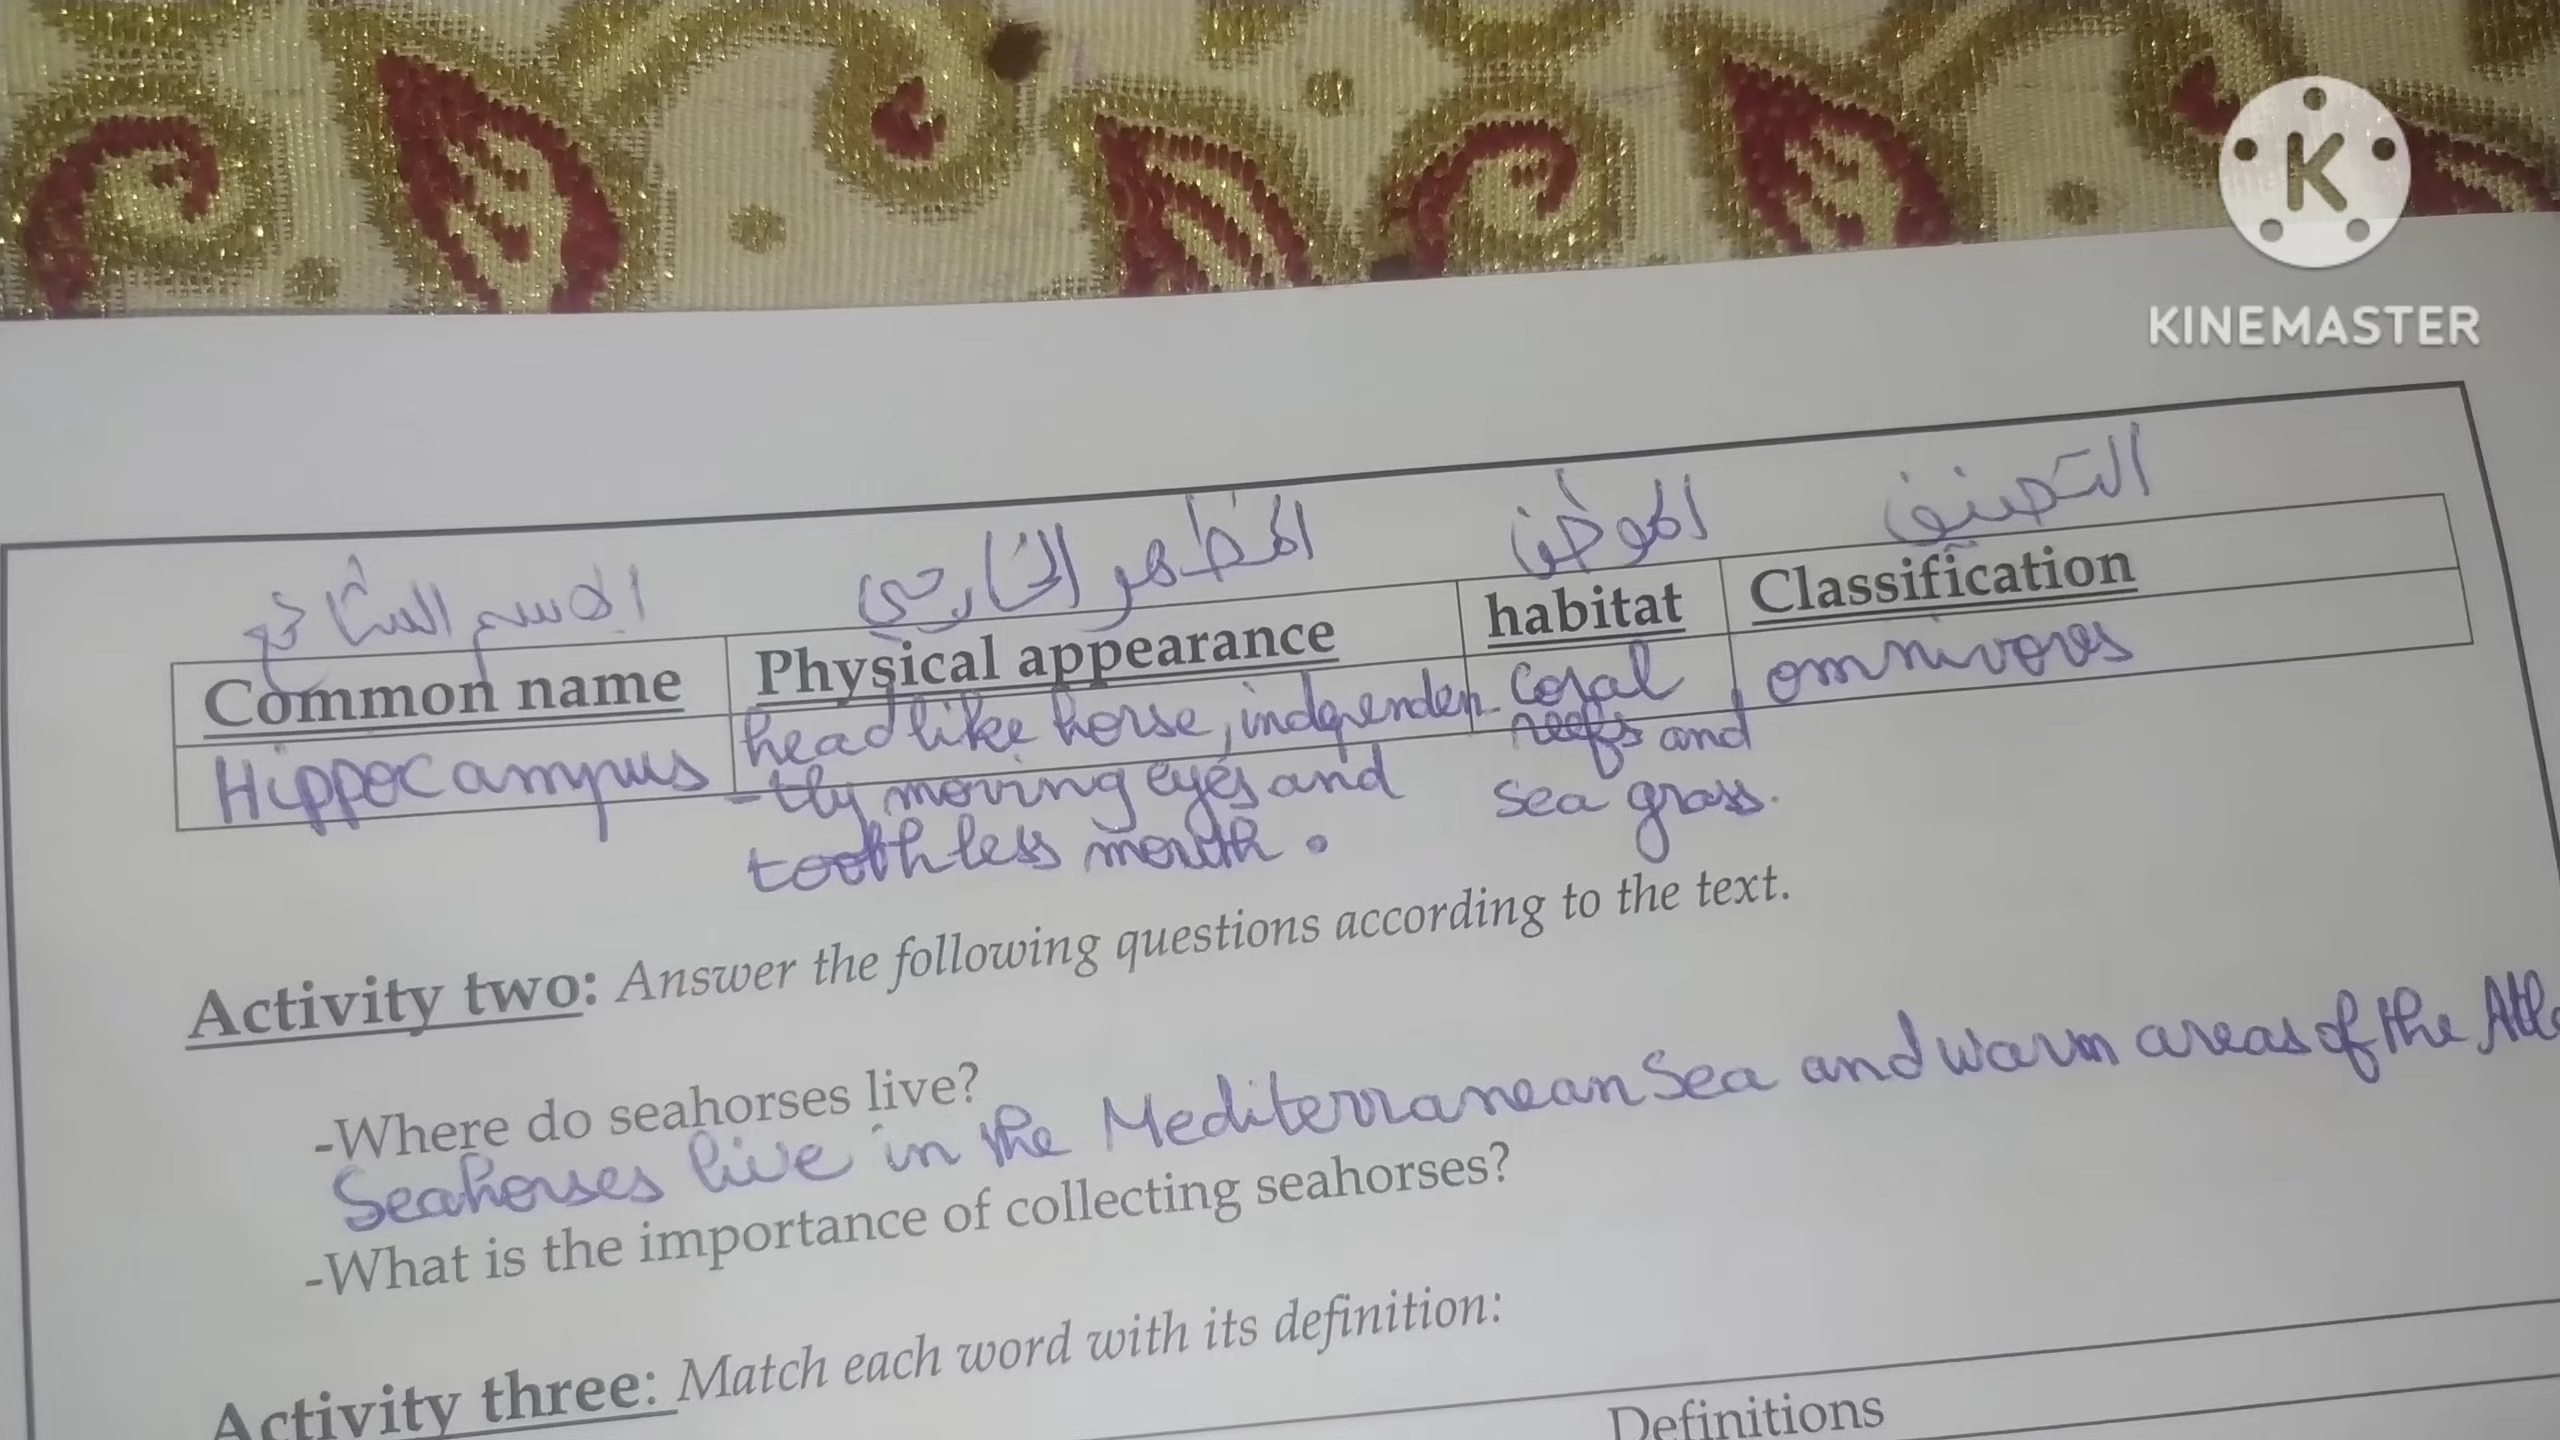 K
KINEMASTER
الاسم الشائع المظهر الخارجي الموطن التصنيف
Common name Physical appearance habitat Classification
Hippocampus head like horse, independen- coral omnivores
-tly moving eyes and reefs and
toothless mouth. sea grass.
Activity two: Answer the following questions according to the text.
-Where do seahorses live?
Seahorses live in the Mediterranean Sea and warm areas of the Atl
-What is the importance of collecting seahorses?
Activity three: Match each word with its definition:
Definitions